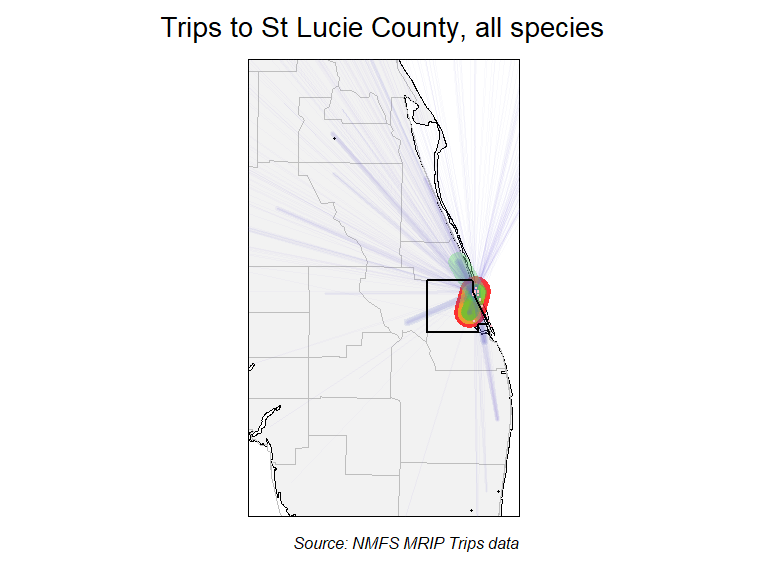 Trips to St Lucie County, all species
Source: NMFS MRIP Trips data